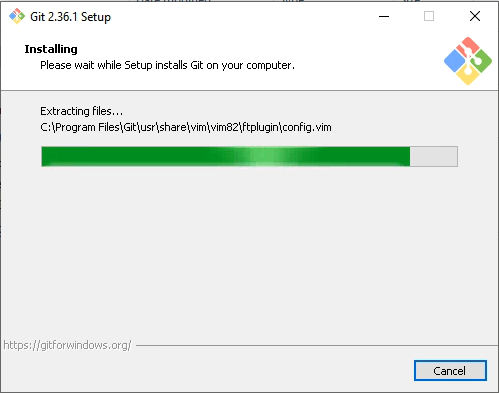 Git 2.36.1 Setup
Installing
Please wait while Setup installs Git on your computer.
Extracting files...
C:\Program Files\Git\usr\share\vim\vim82\ftplugin\config.vim
https://gitforwindows.org/
Cancel